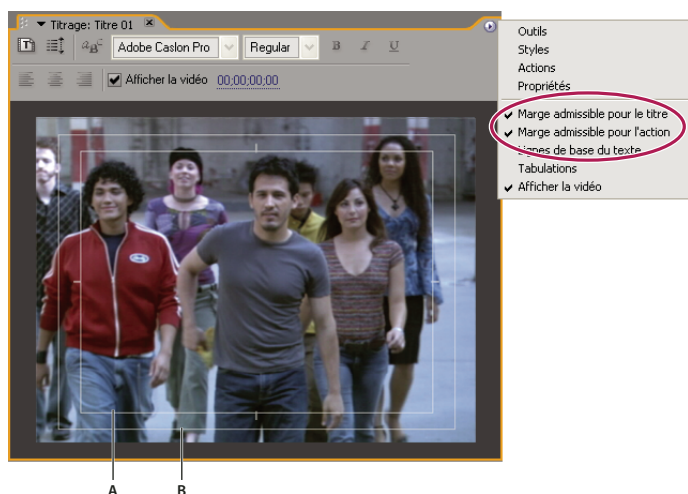 Titrage: Titre 01
Adobe Caslon Pro
Regular
B
I
U
Afficher la vidéo
00;00;00;00
Outils
Styles
Actions
Propriétés
Marge admissible pour le titre
Marge admissible pour l'action
Lignes de base du texte
Tabulations
Afficher la vidéo
A
B